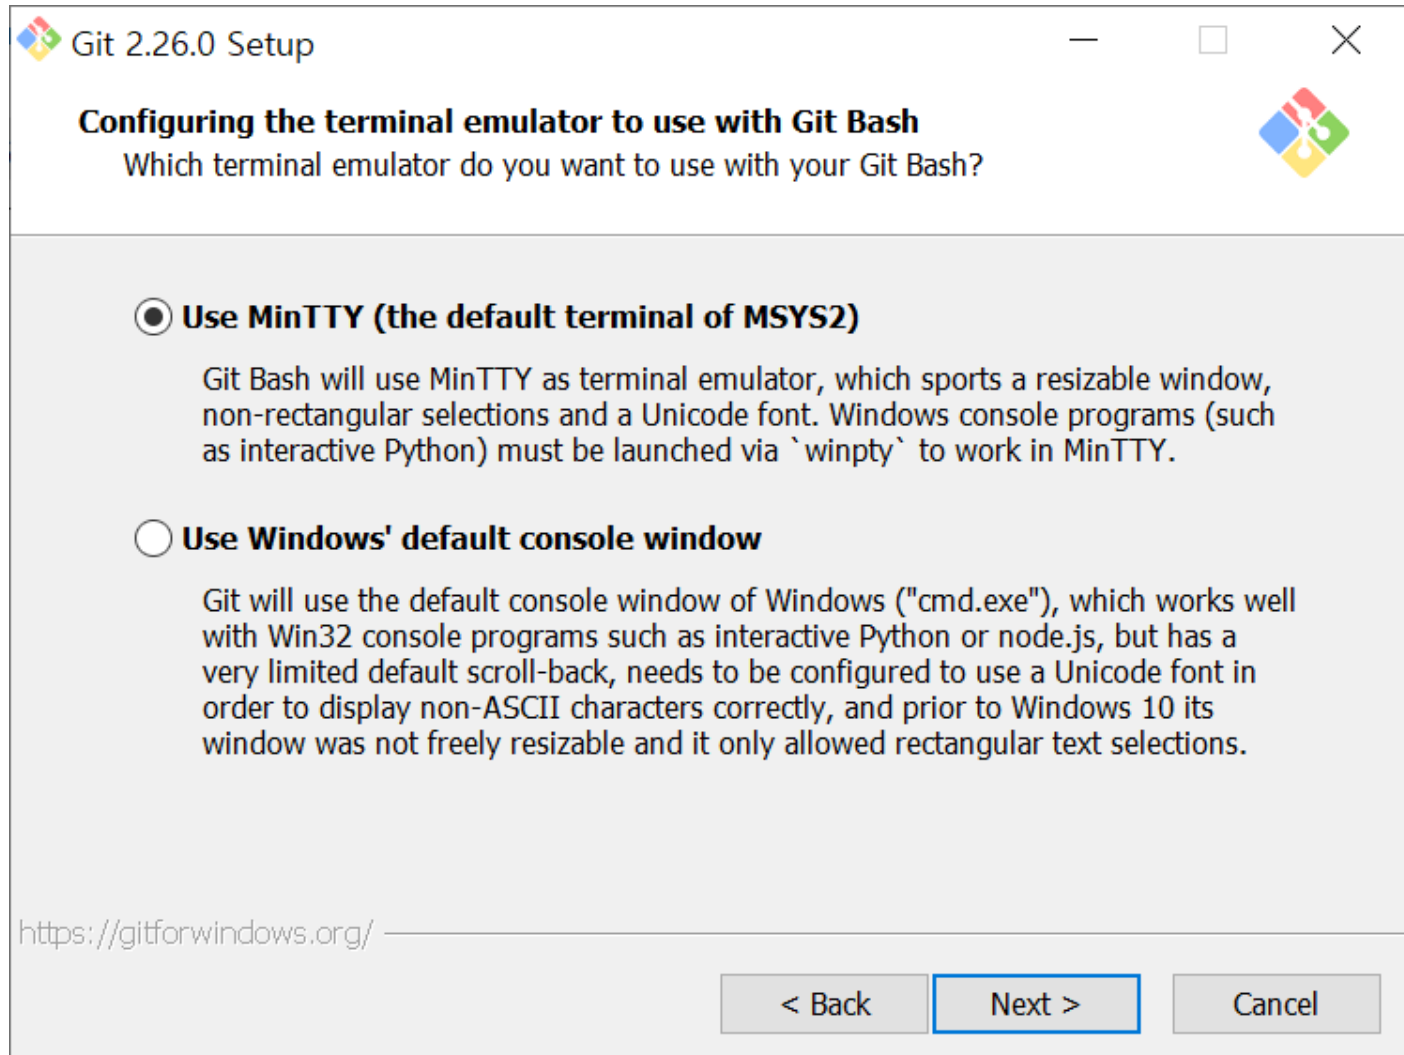 Git 2.26.0 Setup
Configuring the terminal emulator to use with Git Bash
Which terminal emulator do you want to use with your Git Bash?
Use MinTTY (the default terminal of MSYS2)
Git Bash will use MinTTY as terminal emulator, which sports a resizable window,
non-rectangular selections and a Unicode font. Windows console programs (such
as interactive Python) must be launched via `winpty` to work in MinTTY.
Use Windows' default console window
Git will use the default console window of Windows ("cmd.exe"), which works well
with Win32 console programs such as interactive Python or node.js, but has a
very limited default scroll-back, needs to be configured to use a Unicode font in
order to display non-ASCII characters correctly, and prior to Windows 10 its
window was not freely resizable and it only allowed rectangular text selections.
https://gitforwindows.org/
< Back
Next >
Cancel